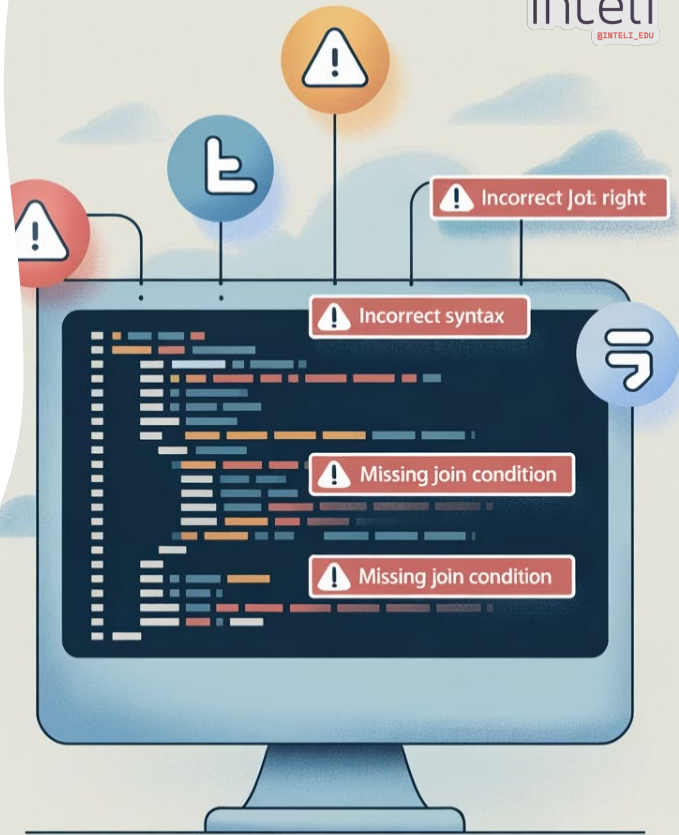 inteli
@INTELI_EDU
Incorrect Jot. right
Incorrect syntax
Missing join condition
Missing join condition